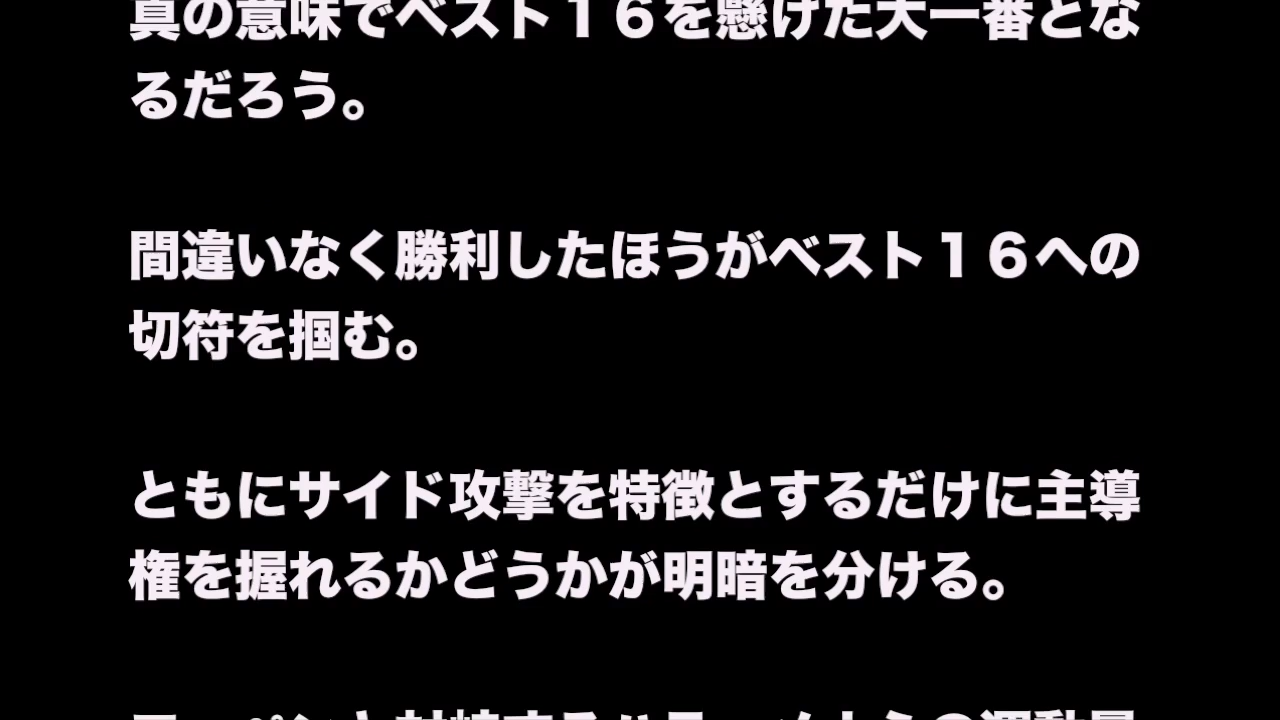 真の意味でベスト１６を懸けた大一番とな
るだろう。
間違いなく勝利したほうがベスト１６への
切符を掴む。
ともにサイド攻撃を特徴とするだけに主導
権を握れるかどうかが明暗を分ける。